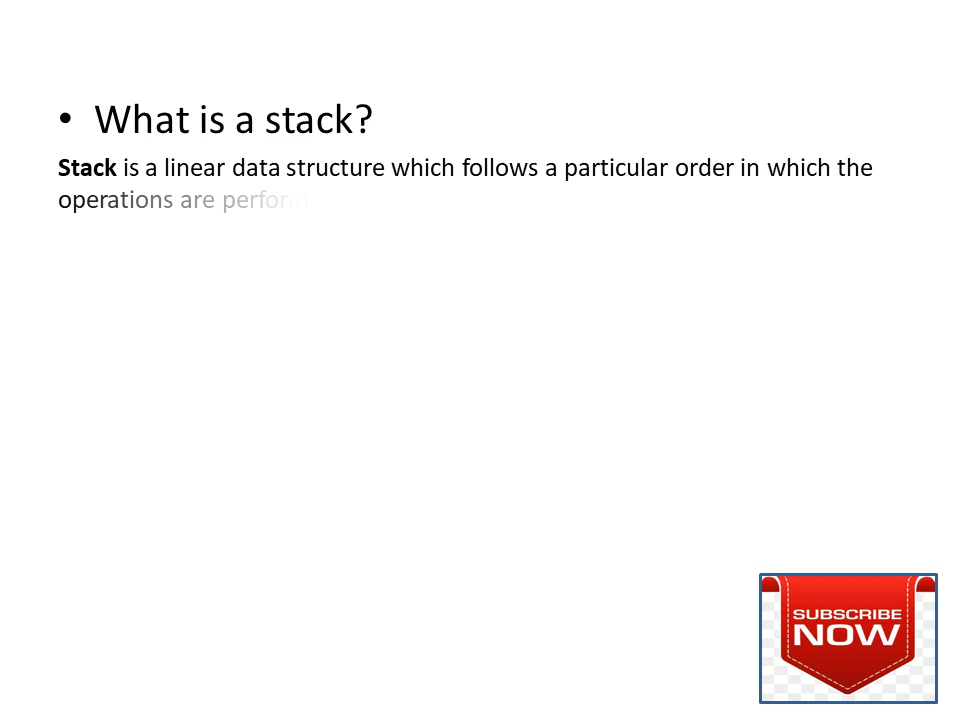 • What is a stack?
Stack is a linear data structure which follows a particular order in which the
operations are perform
SUBSCRIBE
NOW